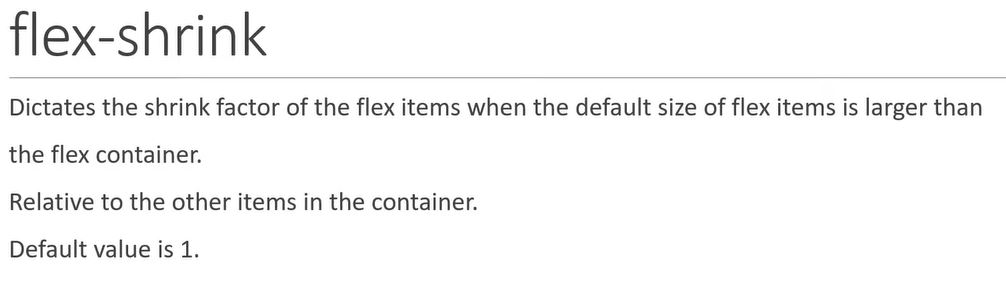 flex-shrink
Dictates the shrink factor of the flex items when the default size of flex items is larger than
the flex container.
Relative to the other items in the container.
Default value is 1.